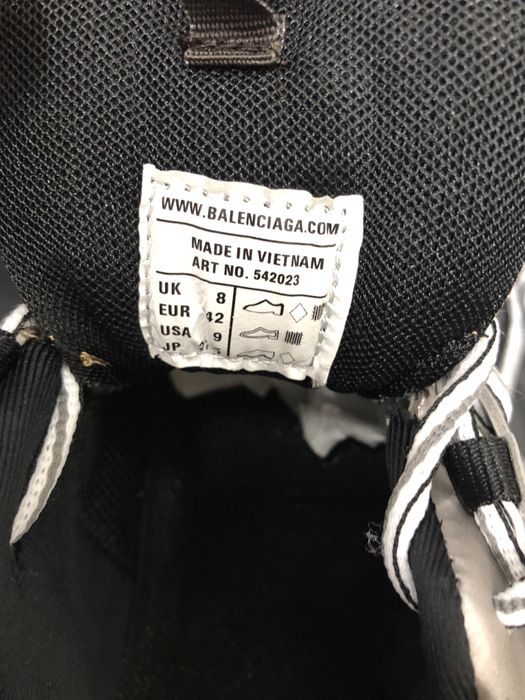 WWW.BALENCIAGA.COM
MADE IN VIETNAM
ART NO. 542023
UK 8
EUR 42
USA 9
JP